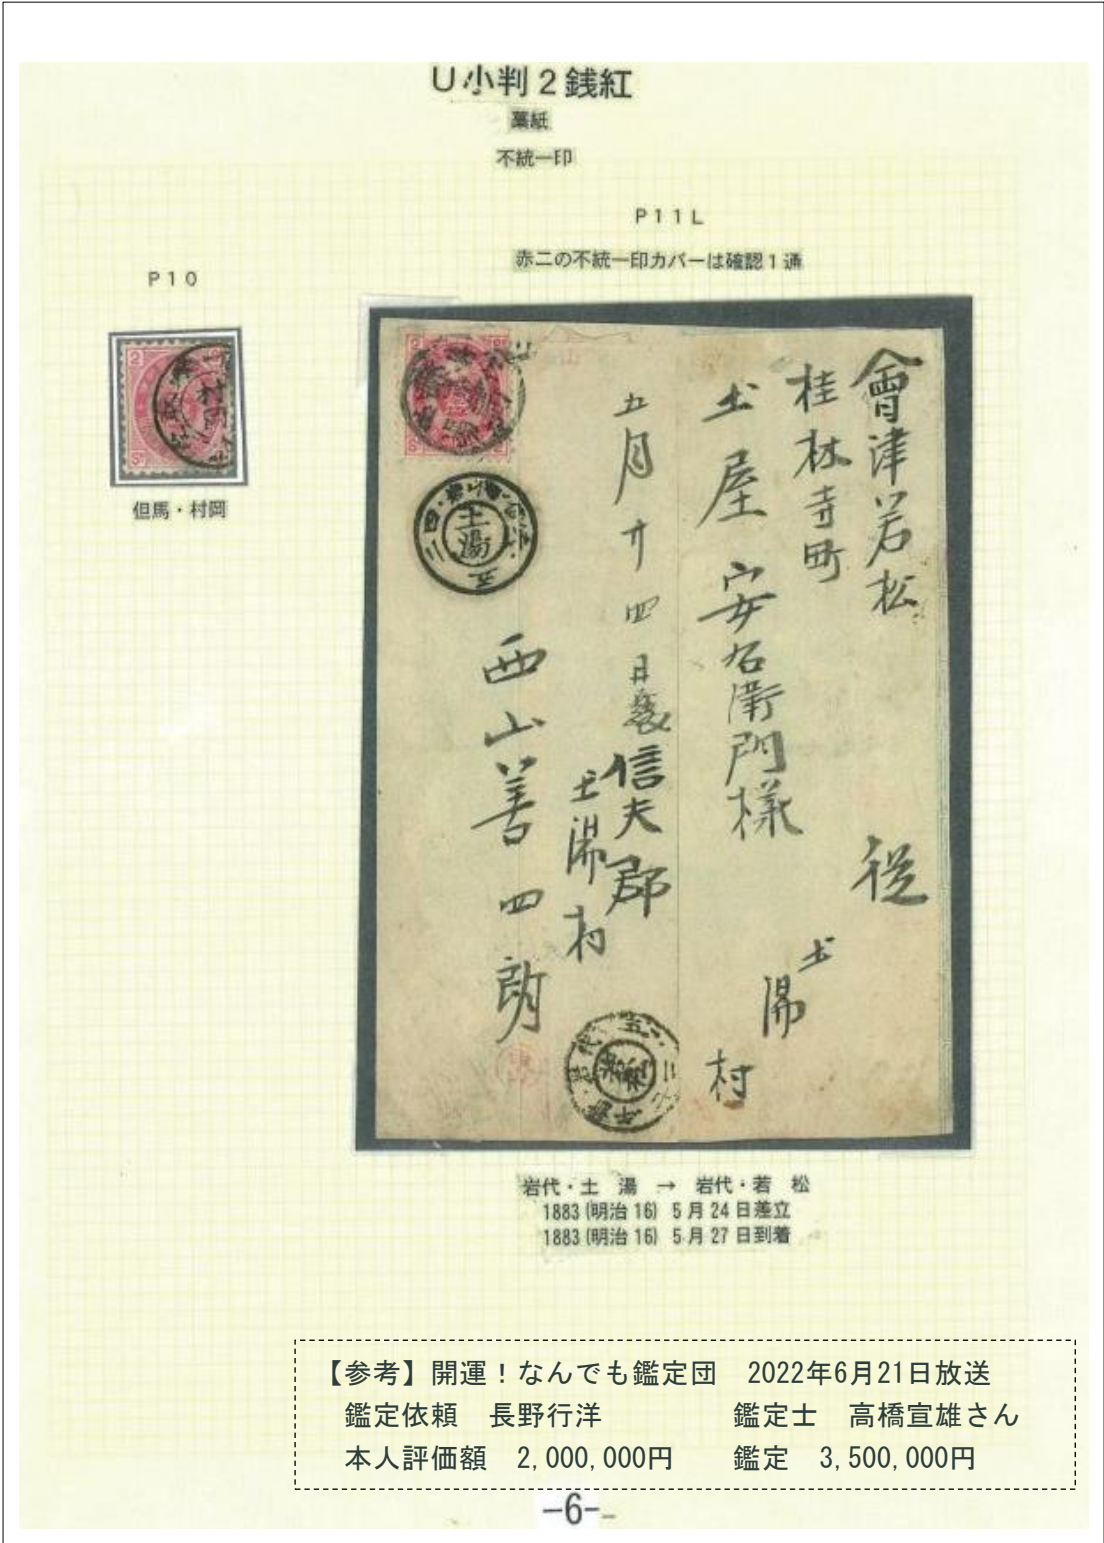 U小判2銭紅
藁紙
不統一印
P11L
赤二の不統一印カバーは確認1通
P10
村岡
但馬・村岡
會津若松
桂林寺町
土屋安右衛門様
従
土湯
村
五月廿四日
信夫郡
土湯村
西山善四朗
土湯
岩代・土 湯 → 岩代・若 松
1883(明治16) 5月24日差立
1883(明治16) 5月27日到着
【参考】開運！なんでも鑑定団 2022年6月21日放送
鑑定依頼 長野行洋 鑑定士 高橋宣雄さん
本人評価額 2,000,000円 鑑定 3,500,000円
-6-